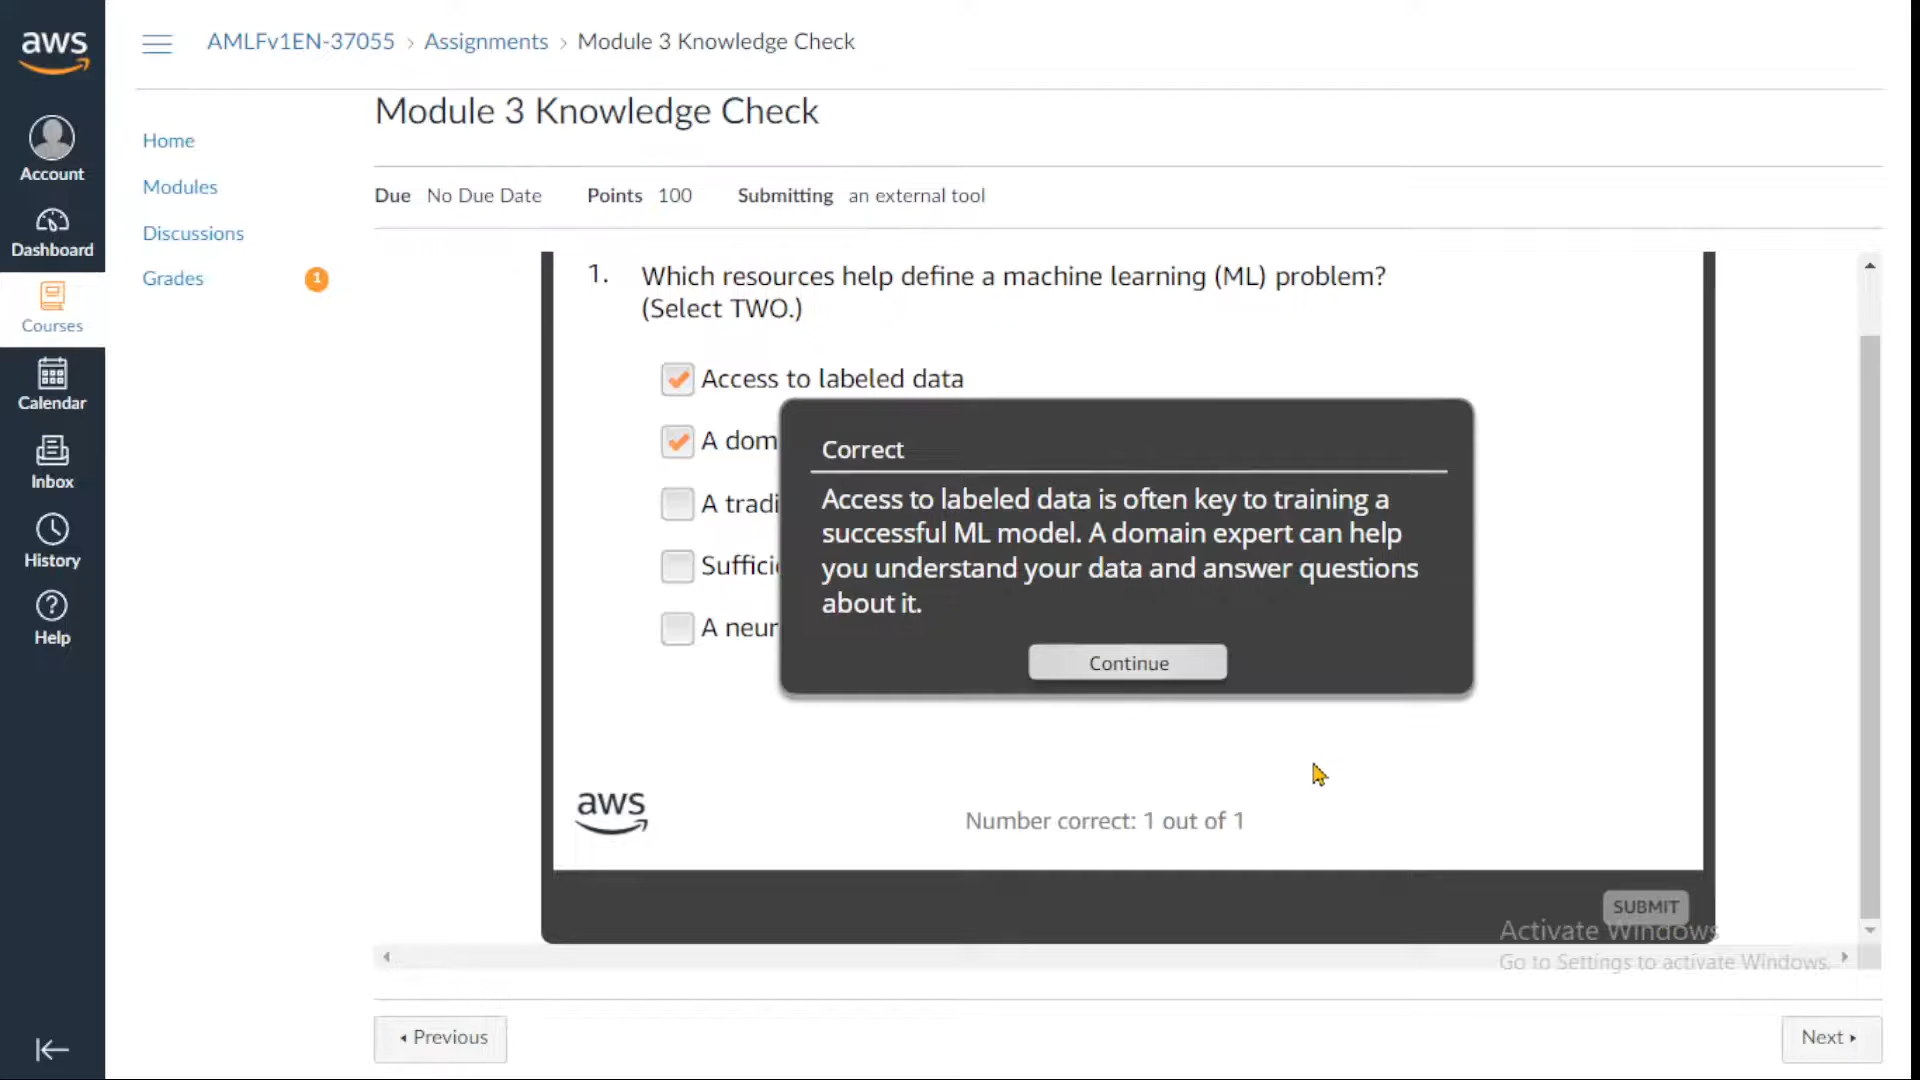 aws
AMLFv1EN-37055 › Assignments › Module 3 Knowledge Check
Account
Dashboard
Courses
Calendar
Inbox
History
Help
Home
Modules
Discussions
Grades 1
Module 3 Knowledge Check
Due No Due Date Points 100 Submitting an external tool
1. Which resources help define a machine learning (ML) problem?
(Select TWO.)
Access to labeled data
A dom
A tradi
Suffici
A neur
Correct
Access to labeled data is often key to training a
successful ML model. A domain expert can help
you understand your data and answer questions
about it.
Continue
aws
Number correct: 1 out of 1
SUBMIT
Activate Windows
Go to Settings to activate Windows.
Previous
Next